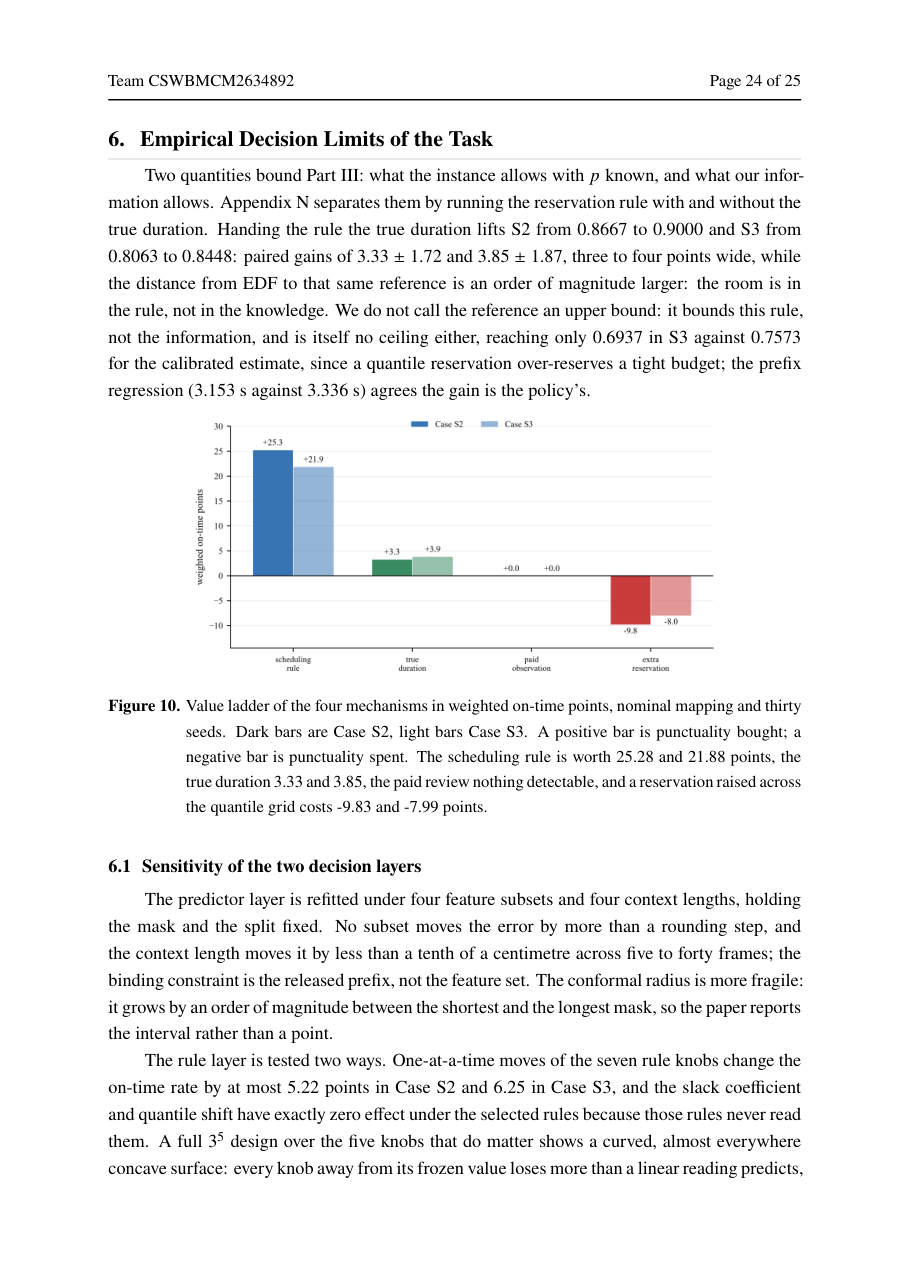 Team CSWBMCM2634892 Page 24 of 25
6. Empirical Decision Limits of the Task
Two quantities bound Part III: what the instance allows with p known, and what our infor-
mation allows. Appendix N separates them by running the reservation rule with and without the
true duration. Handing the rule the true duration lifts S2 from 0.8667 to 0.9000 and S3 from
0.8063 to 0.8448: paired gains of 3.33 ± 1.72 and 3.85 ± 1.87, three to four points wide, while
the distance from EDF to that same reference is an order of magnitude larger: the room is in
the rule, not in the knowledge. We do not call the reference an upper bound: it bounds this rule,
not the information, and is itself no ceiling either, reaching only 0.6937 in S3 against 0.7573
for the calibrated estimate, since a quantile reservation over-reserves a tight budget; the prefix
regression (3.153 s against 3.336 s) agrees the gain is the policy's.
Case S2 Case S3
weighted on-time points
30
25
20
15
10
5
0
−5
−10
+25.3
+21.9
+3.3
+3.9
+0.0
+0.0
-9.8
-8.0
scheduling
rule
true
duration
paid
observation
extra
reservation
Figure 10. Value ladder of the four mechanisms in weighted on-time points, nominal mapping and thirty
seeds. Dark bars are Case S2, light bars Case S3. A positive bar is punctuality bought; a
negative bar is punctuality spent. The scheduling rule is worth 25.28 and 21.88 points, the
true duration 3.33 and 3.85, the paid review nothing detectable, and a reservation raised across
the quantile grid costs -9.83 and -7.99 points.
6.1 Sensitivity of the two decision layers
The predictor layer is refitted under four feature subsets and four context lengths, holding
the mask and the split fixed. No subset moves the error by more than a rounding step, and
the context length moves it by less than a tenth of a centimetre across five to forty frames; the
binding constraint is the released prefix, not the feature set. The conformal radius is more fragile:
it grows by an order of magnitude between the shortest and the longest mask, so the paper reports
the interval rather than a point.
The rule layer is tested two ways. One-at-a-time moves of the seven rule knobs change the
on-time rate by at most 5.22 points in Case S2 and 6.25 in Case S3, and the slack coefficient
and quantile shift have exactly zero effect under the selected rules because those rules never read
them. A full 3⁵ design over the five knobs that do matter shows a curved, almost everywhere
concave surface: every knob away from its frozen value loses more than a linear reading predicts,